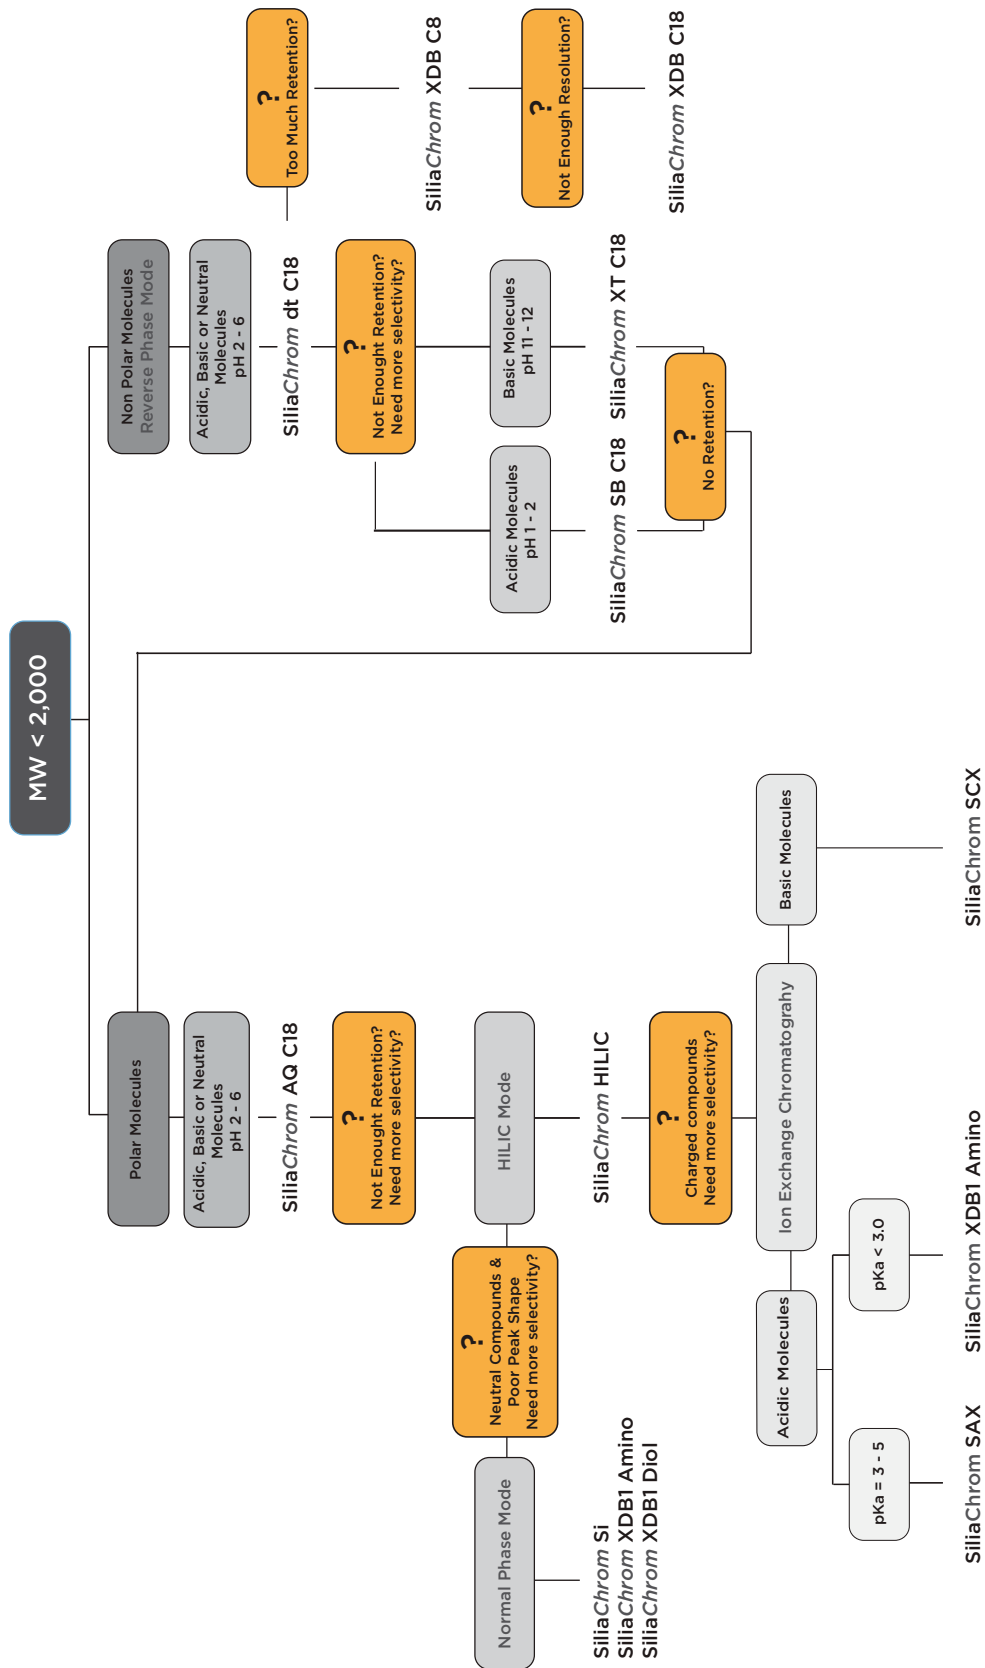 MW < 2,000
Polar Molecules
Acidic, Basic or Neutral
Molecules
pH 2 - 6
SiliaChrom AQ C18
?
Not Enought Retention?
Need more selectivity?
HILIC Mode
?
Neutral Compounds &
Poor Peak Shape
Need more selectivity?
Normal Phase Mode
SiliaChrom Si
SiliaChrom XDB1 Amino
SiliaChrom XDB1 Diol
SiliaChrom HILIC
?
Charged compounds
Need more selectivity?
Ion Exchange Chromatograhy
Acidic Molecules
pKa = 3 - 5
SiliaChrom SAX
pKa < 3.0
SiliaChrom XDB1 Amino
Basic Molecules
SiliaChrom SCX
Non Polar Molecules
Reverse Phase Mode
Acidic, Basic or Neutral
Molecules
pH 2 - 6
SiliaChrom dt C18
?
Not Enought Retention?
Need more selectivity?
Acidic Molecules
pH 1 - 2
SiliaChrom SB C18
Basic Molecules
pH 11 - 12
SiliaChrom XT C18
?
No Retention?
?
Too Much Retention?
SiliaChrom XDB C8
?
Not Enough Resolution?
SiliaChrom XDB C18